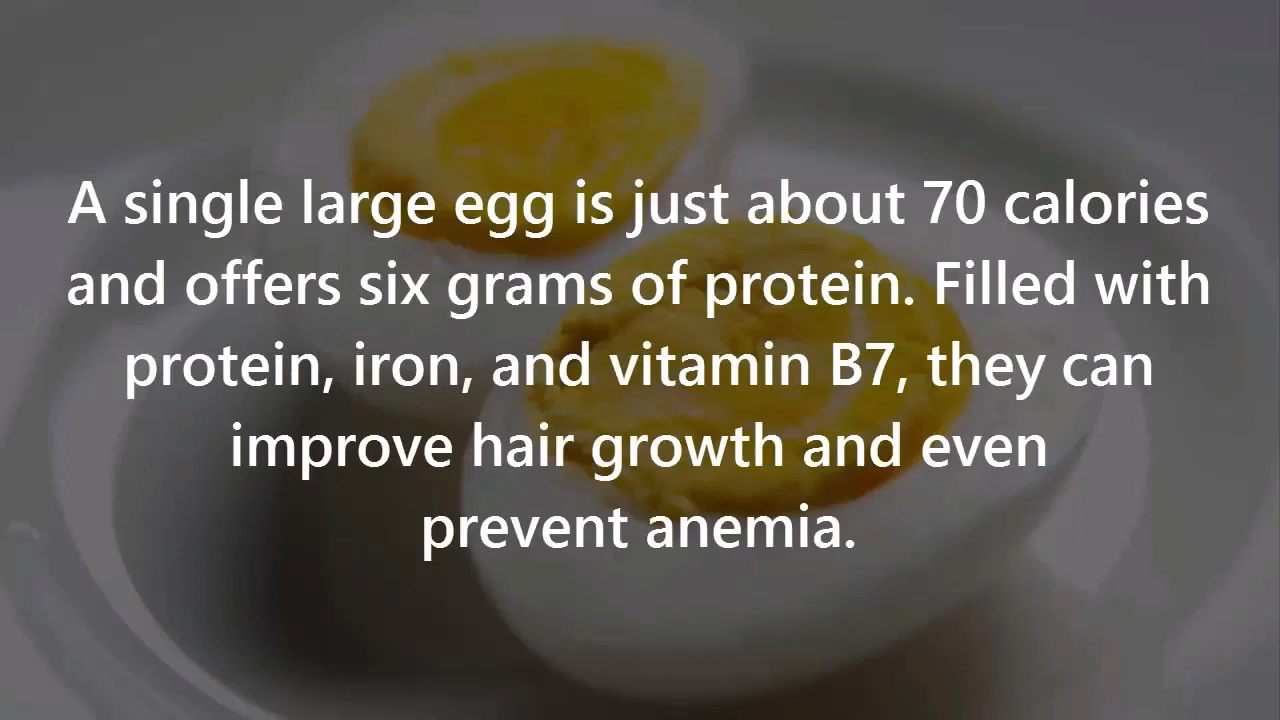 A single large egg is just about 70 calories
and offers six grams of protein. Filled with
protein, iron, and vitamin B7, they can
improve hair growth and even
prevent anemia.